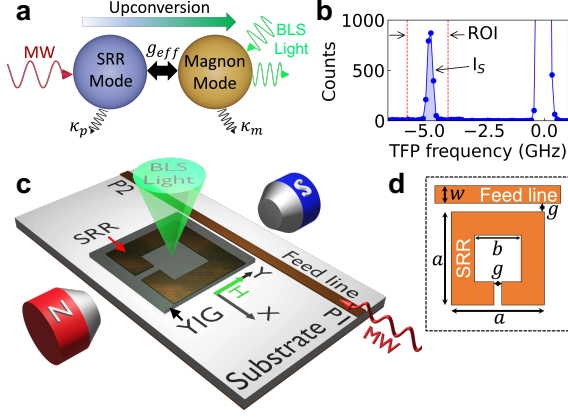 a
Upconversion
MW
SRR
Mode
g_eff
Magnon
Mode
BLS
Light
κ_p
κ_m
b
1000
500
0
Counts
ROI
I_S
−5.0
−2.5
0.0
TFP frequency (GHz)
c
P2
BLS
Light
S
SRR
YIG
H
Y
X
Feed line
P1
MW
Substrate
N
d
w
Feed line
g
a
SRR
b
g
a